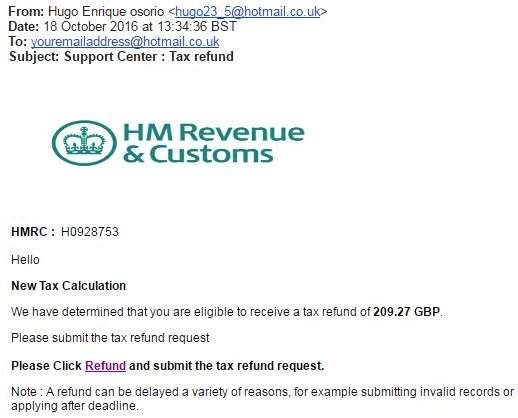 From: Hugo Enrique osorio <hugo23_5@hotmail.co.uk>
Date: 18 October 2016 at 13:34:36 BST
To: youremailaddress@hotmail.co.uk
Subject: Support Center : Tax refund
HM Revenue
& Customs
HMRC : H0928753
Hello
New Tax Calculation
We have determined that you are eligible to receive a tax refund of 209.27 GBP.
Please submit the tax refund request
Please Click Refund and submit the tax refund request.
Note : A refund can be delayed a variety of reasons, for example submitting invalid records or
applying after deadline.